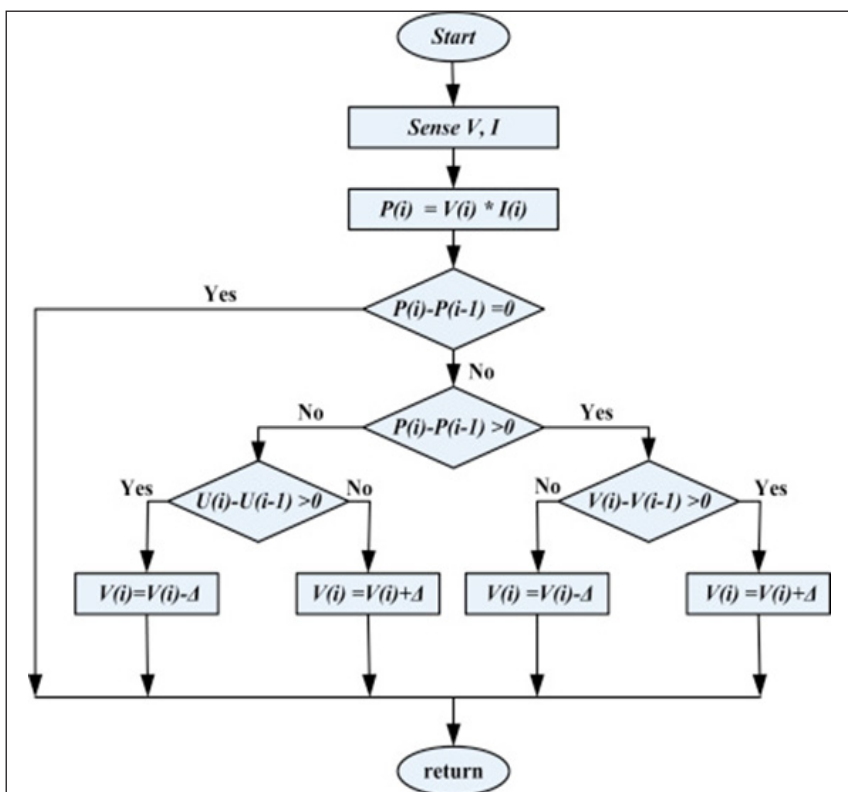 Start
Sense V, I
P(i) = V(i) * I(i)
Yes
P(i)-P(i-1) =0
No
No
P(i)-P(i-1) >0
Yes
Yes
U(i)-U(i-1) >0
No
No
V(i)-V(i-1) >0
Yes
V(i)=V(i)-Δ
V(i) =V(i)+Δ
V(i) =V(i)-Δ
V(i) =V(i)+Δ
return